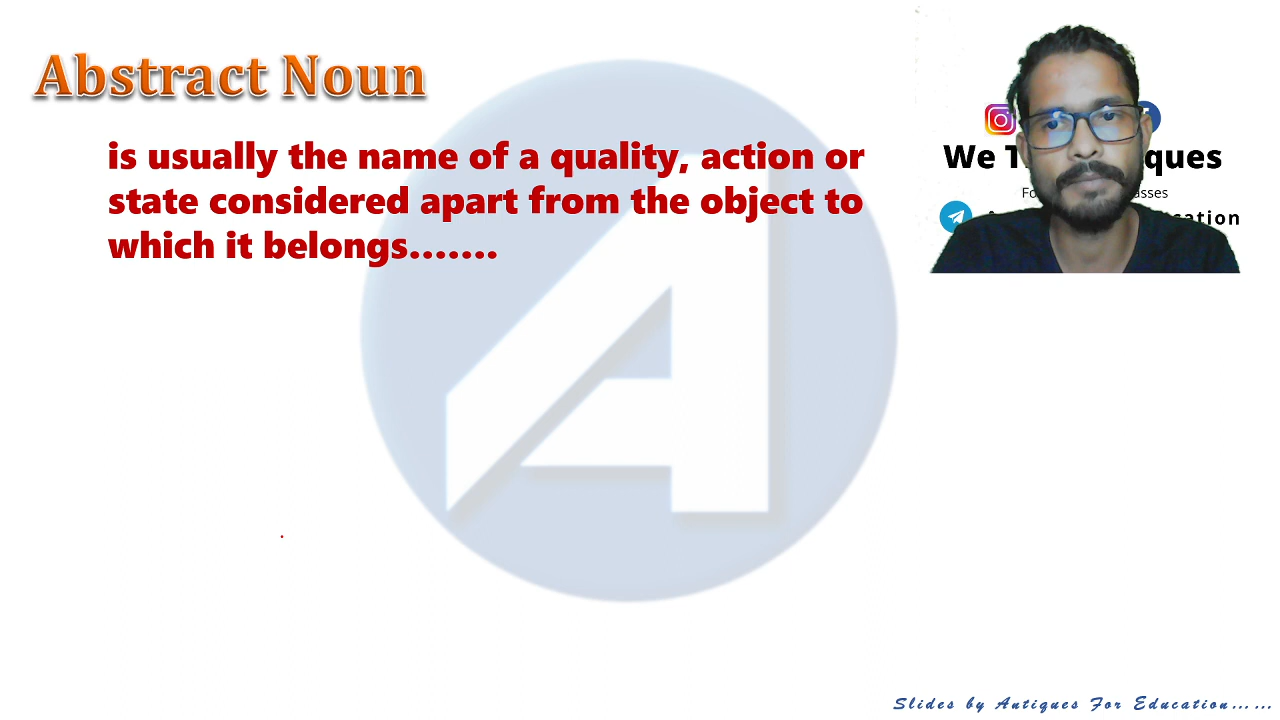 Abstract Noun
is usually the name of a quality, action or
state considered apart from the object to
which it belongs.......
We
Slides by Antiques For Education……